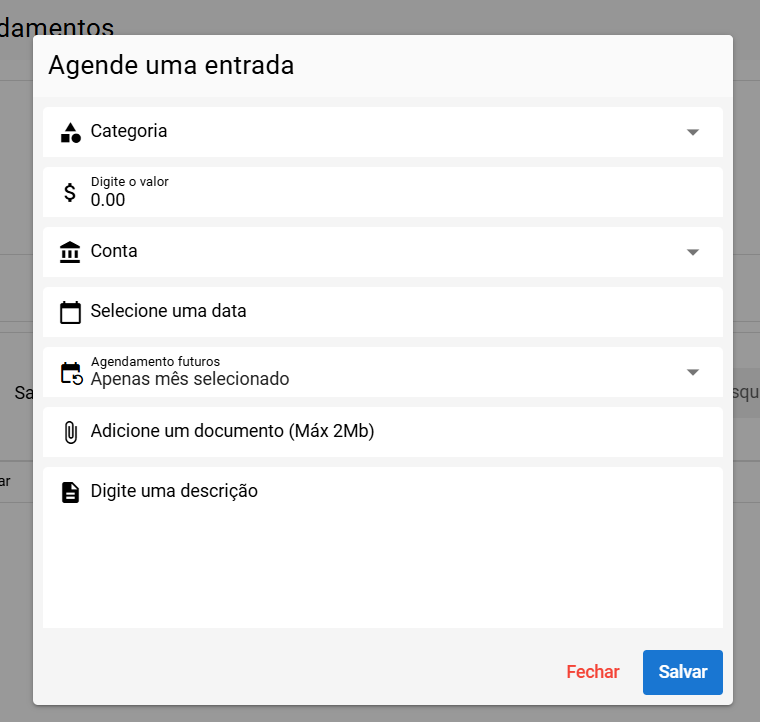 damentos
Agende uma entrada
Categoria
Digite o valor
0.00
Conta
Selecione uma data
Agendamento futuros
Apenas mês selecionado
Sa
squ
Adicione um documento (Máx 2Mb)
ar
Digite uma descrição
Fechar
Salvar